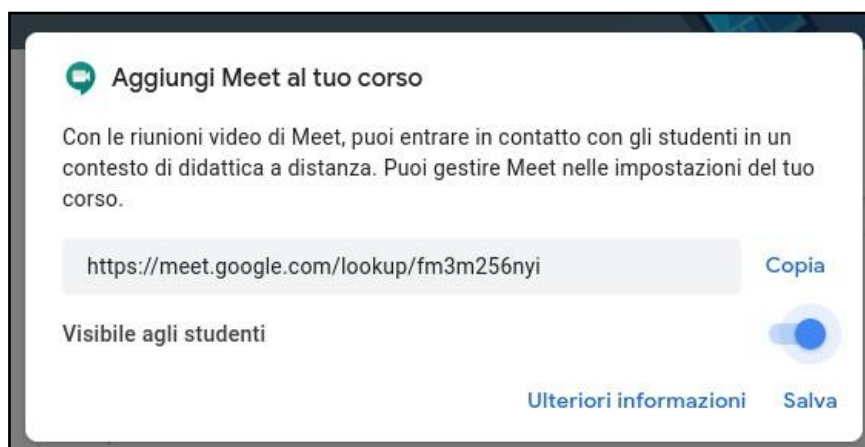 Aggiungi Meet al tuo corso
Con le riunioni video di Meet, puoi entrare in contatto con gli studenti in un
contesto di didattica a distanza. Puoi gestire Meet nelle impostazioni del tuo
corso.
https://meet.google.com/lookup/fm3m256nyi Copia
Visibile agli studenti
Ulteriori informazioni Salva